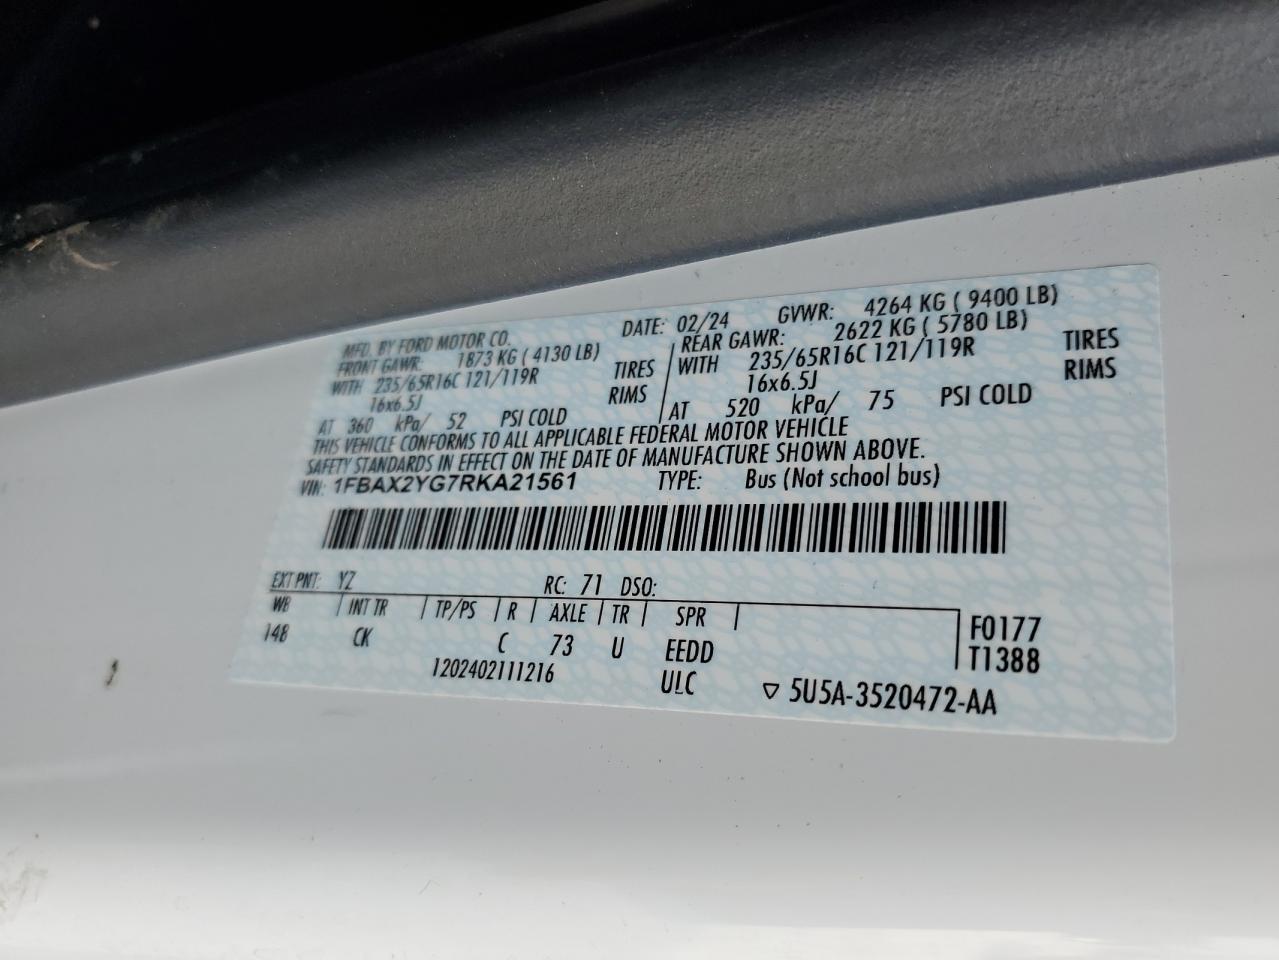 MFD. BY FORD MOTOR CO. DATE: 02/24 GVWR: 4264 KG ( 9400 LB)
FRONT GAWR: 1873 KG ( 4130 LB) REAR GAWR: 2622 KG ( 5780 LB)
WITH 235/65R16C 121/119R TIRES WITH 235/65R16C 121/119R TIRES
16x6.5J RIMS 16x6.5J RIMS
AT 360 kPa/ 52 PSI COLD AT 520 kPa/ 75 PSI COLD
THIS VEHICLE CONFORMS TO ALL APPLICABLE FEDERAL MOTOR VEHICLE
SAFETY STANDARDS IN EFFECT ON THE DATE OF MANUFACTURE SHOWN ABOVE.
VIN: 1FBAX2YG7RKA21561 TYPE: Bus (Not school bus)
EXT PNT: YZ RC: 71 DSO:
WB INT TR TP/PS R AXLE TR SPR F0177
148 CK C 73 U EEDD T1388
1202402111216 ULC ▽ 5U5A-3520472-AA